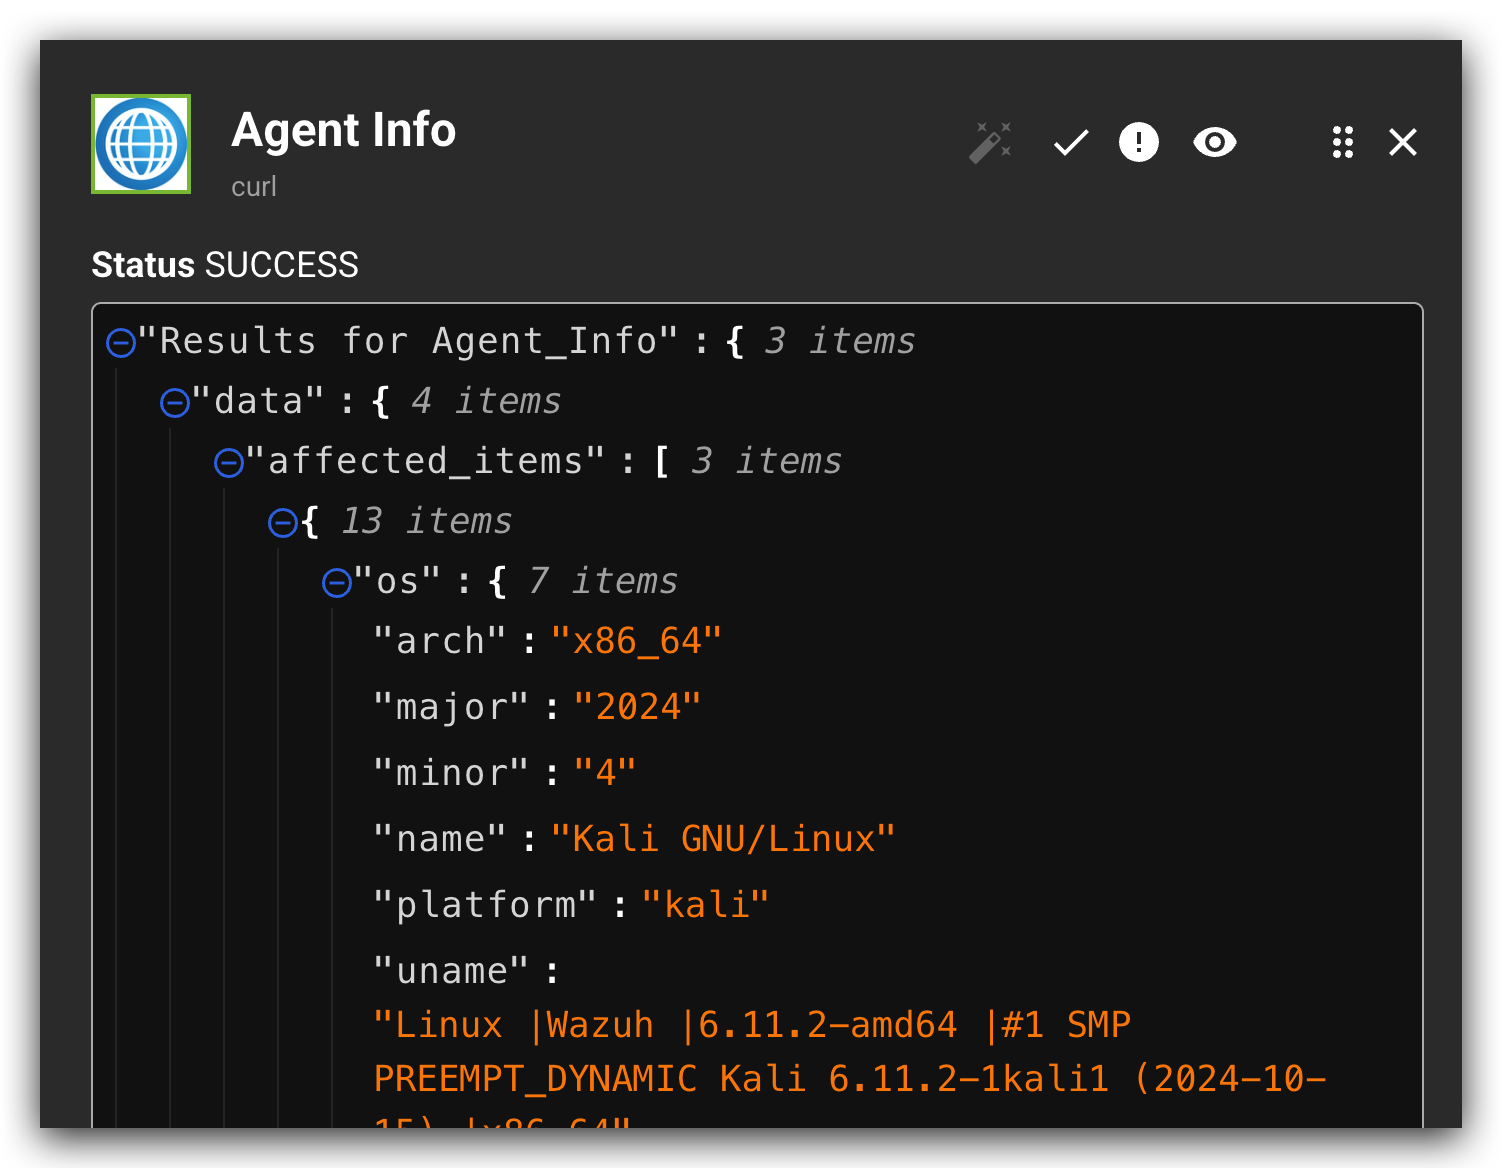 Agent Info
curl
Status SUCCESS
"Results for Agent_Info" : { 3 items
"data" : { 4 items
"affected_items" : [ 3 items
{ 13 items
"os" : { 7 items
"arch" : "x86_64"
"major" : "2024"
"minor" : "4"
"name" : "Kali GNU/Linux"
"platform" : "kali"
"uname" :
"Linux |Wazuh |6.11.2-amd64 |#1 SMP
PREEMPT_DYNAMIC Kali 6.11.2-1kali1 (2024-10-
15) |x86_64"